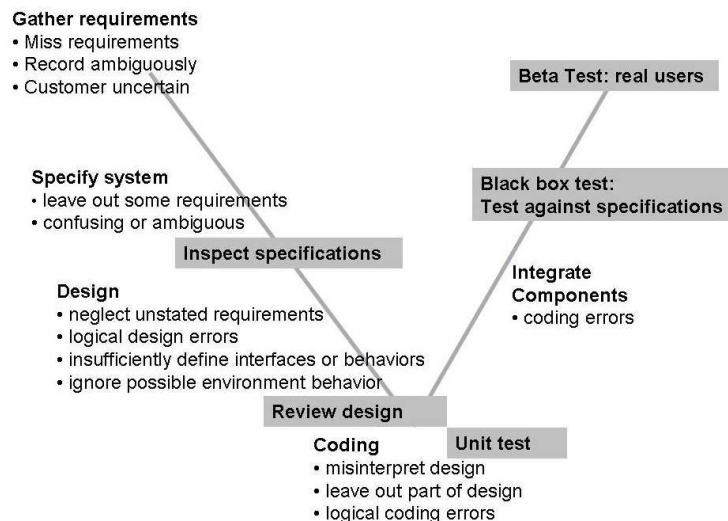 Gather requirements
• Miss requirements
• Record ambiguously
• Customer uncertain
Beta Test: real users
Specify system
• leave out some requirements
• confusing or ambiguous
Black box test:
Test against specifications
Inspect specifications
Integrate
Components
• coding errors
Design
• neglect unstated requirements
• logical design errors
• insufficiently define interfaces or behaviors
• ignore possible environment behavior
Review design
Unit test
Coding
• misinterpret design
• leave out part of design
• logical coding errors